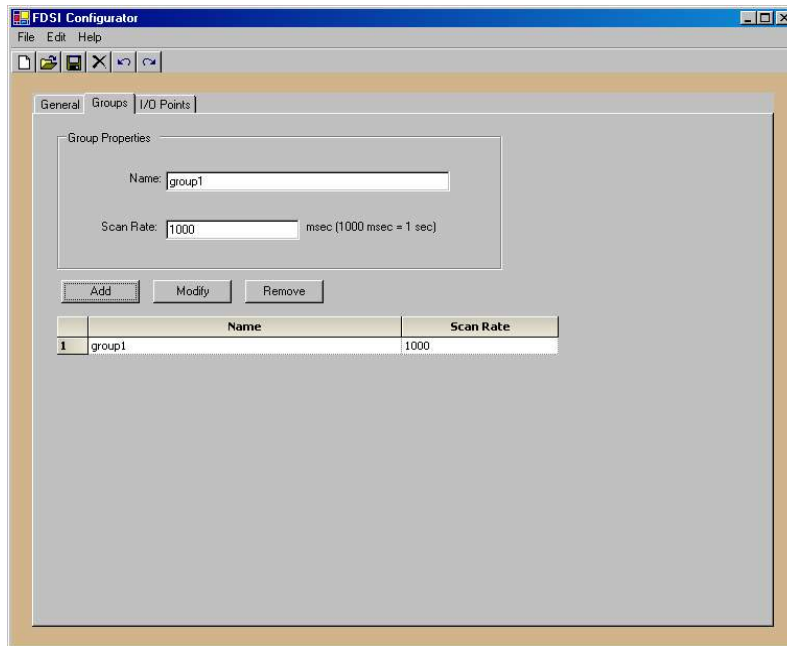 FDSI Configurator
File Edit Help
General Groups I/O Points
Group Properties
Name: group1
Scan Rate: 1000 msec (1000 msec = 1 sec)
Add Modify Remove
Name Scan Rate
1 group1 1000